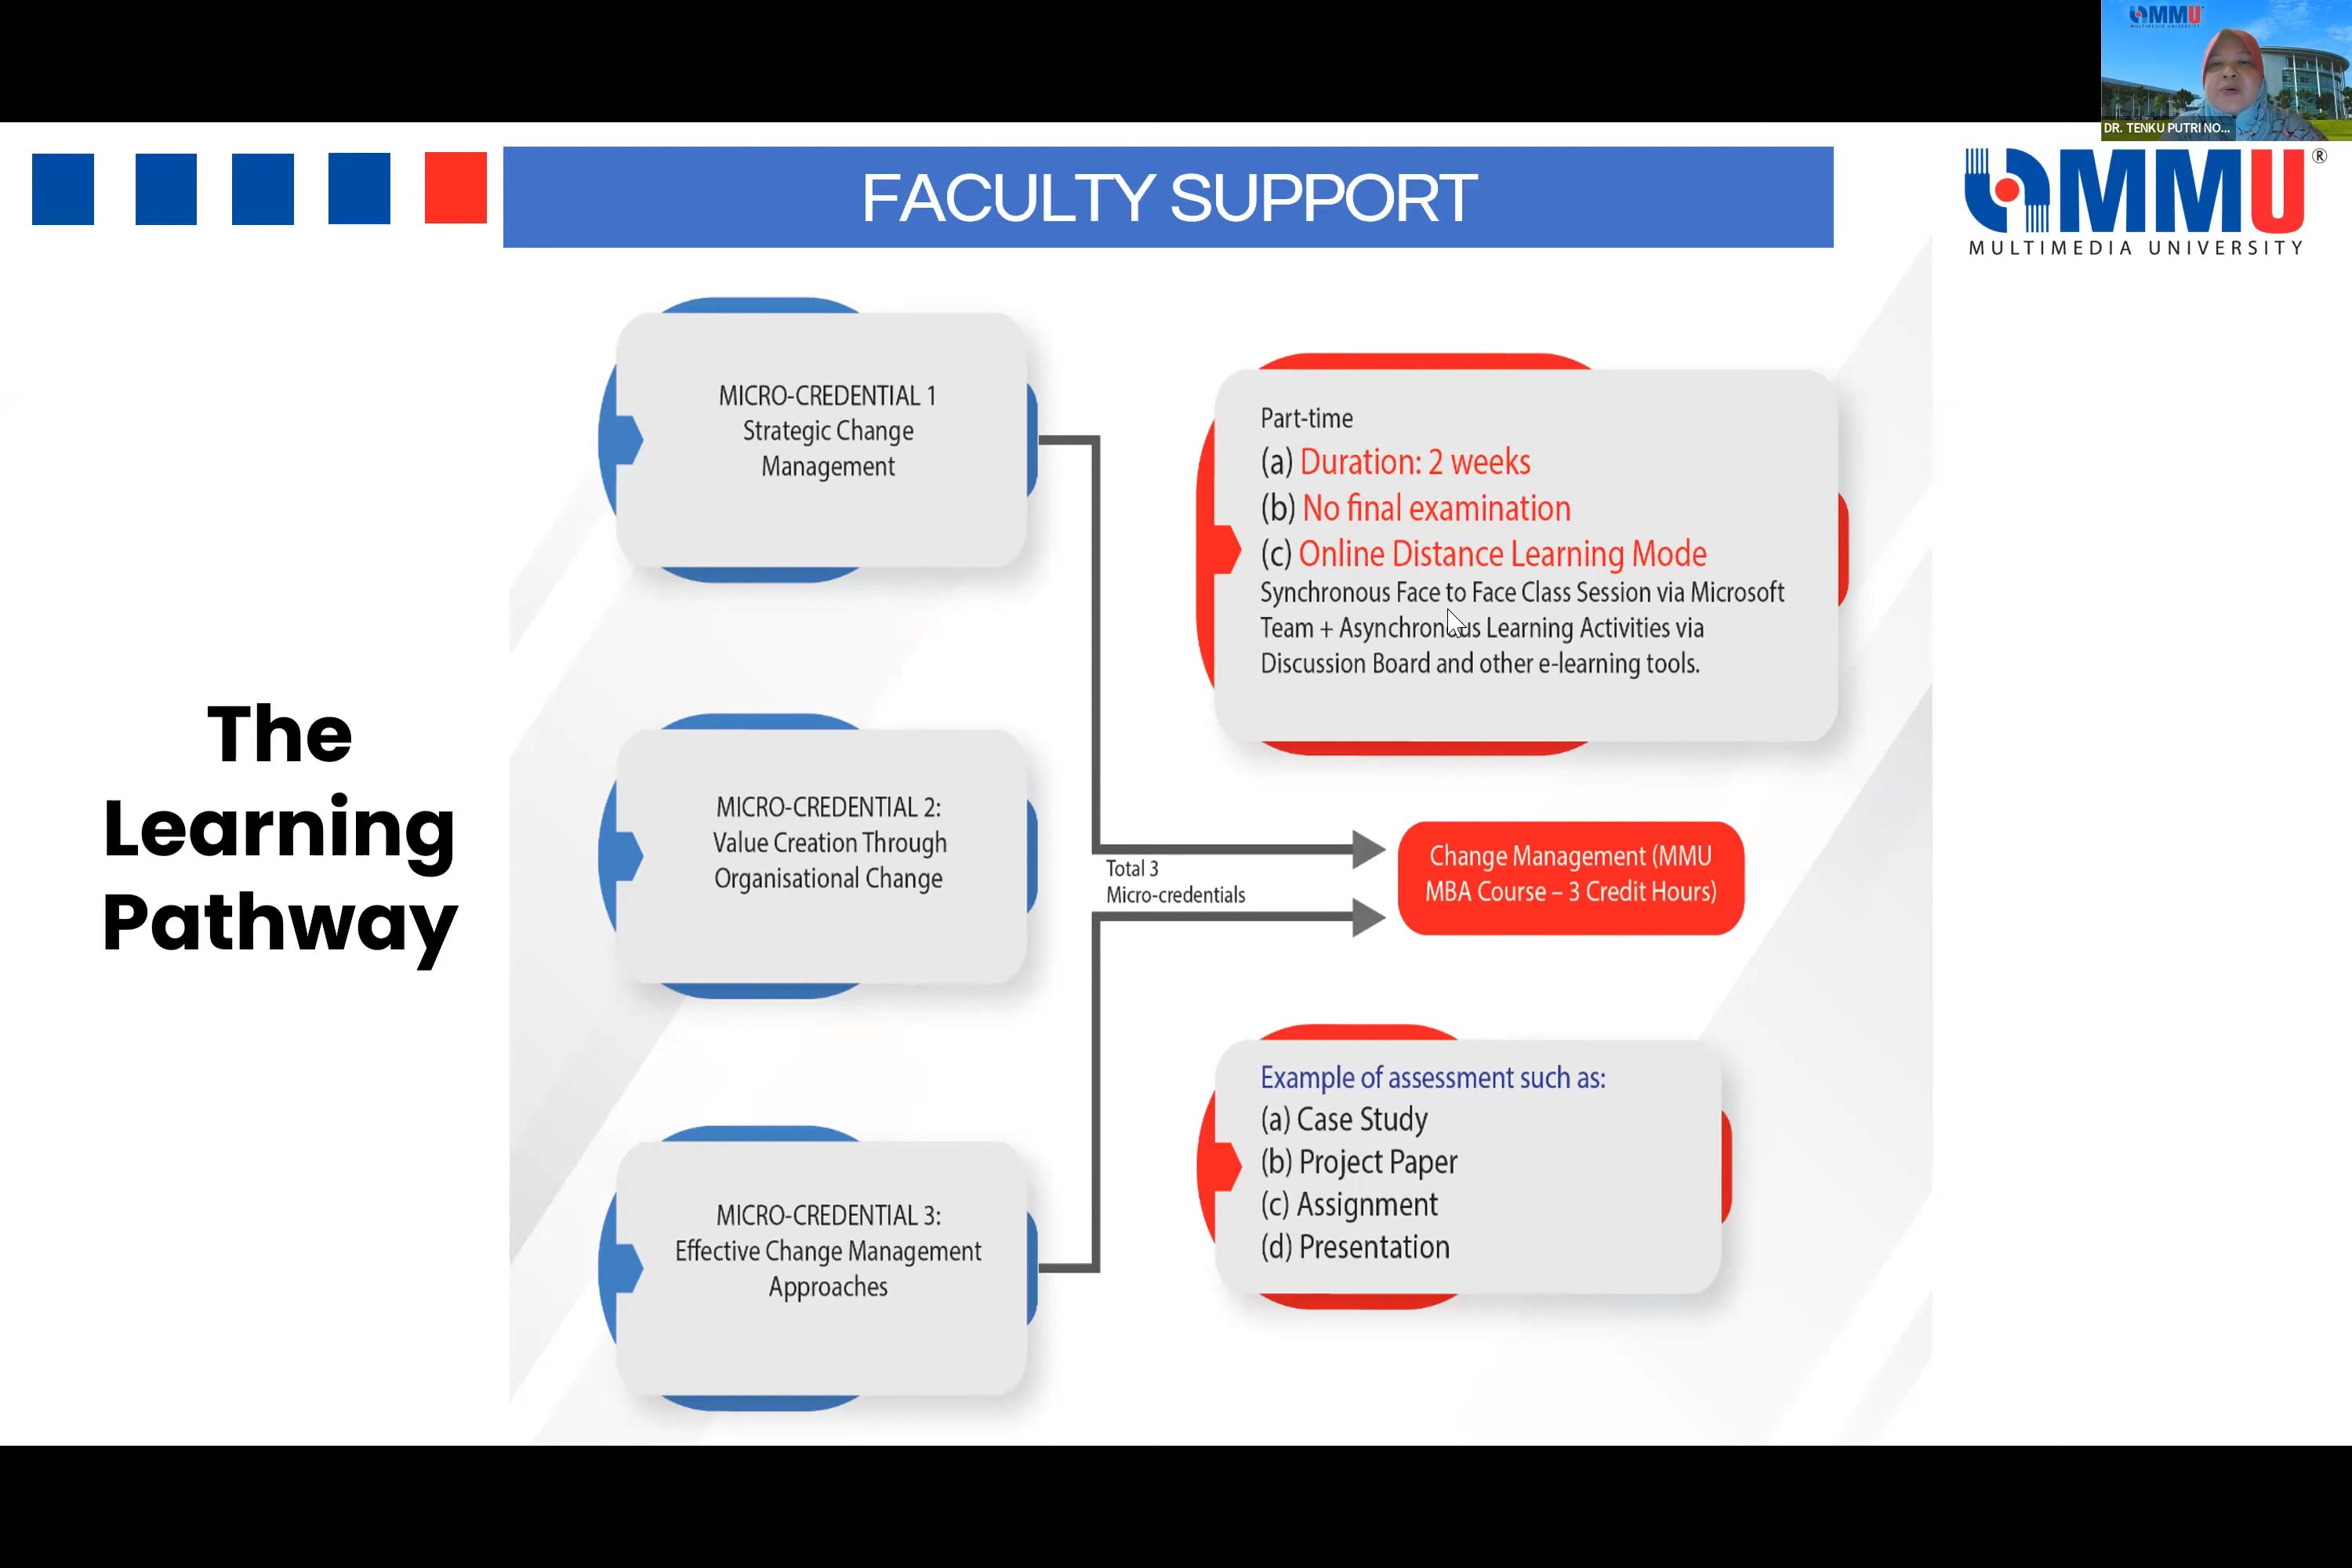 MMU
MULTIMEDIA UNIVERSITY
DR. TENKU PUTRI NO...
FACULTY SUPPORT
MMU®
MULTIMEDIA UNIVERSITY
The
Learning
Pathway
MICRO-CREDENTIAL 1
Strategic Change
Management
MICRO-CREDENTIAL 2:
Value Creation Through
Organisational Change
MICRO-CREDENTIAL 3:
Effective Change Management
Approaches
Total 3
Micro-credentials
Part-time
(a) Duration: 2 weeks
(b) No final examination
(c) Online Distance Learning Mode
Synchronous Face to Face Class Session via Microsoft
Team + Asynchronous Learning Activities via
Discussion Board and other e-learning tools.
Change Management (MMU
MBA Course – 3 Credit Hours)
Example of assessment such as:
(a) Case Study
(b) Project Paper
(c) Assignment
(d) Presentation